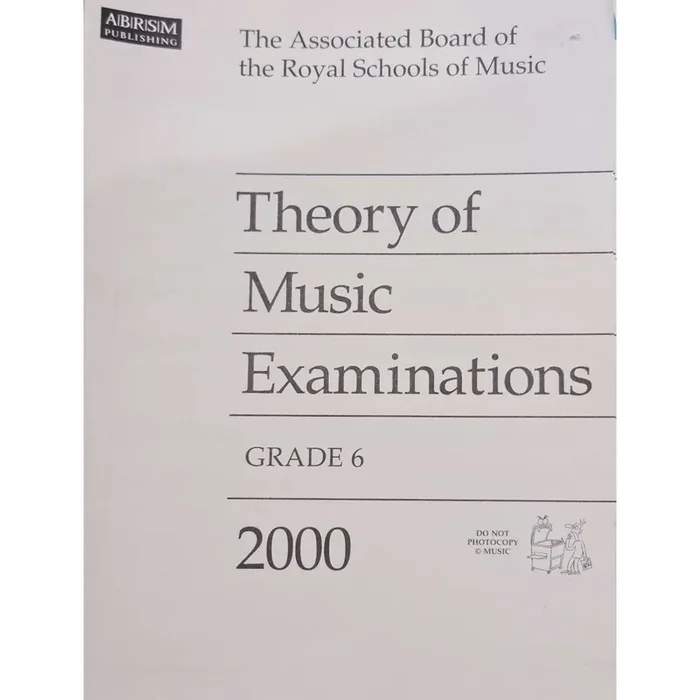 ABRSM
PUBLISHING
The Associated Board of
the Royal Schools of Music
Theory of
Music
Examinations
GRADE 6
2000
DO NOT
PHOTOCOPY
© MUSIC